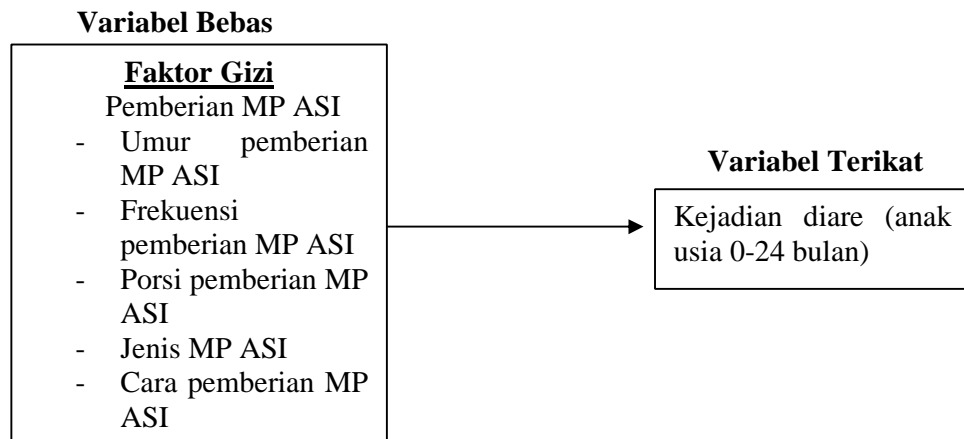 Variabel Bebas
Faktor Gizi
Pemberian MP ASI
- Umur pemberian
MP ASI
- Frekuensi
pemberian MP ASI
- Porsi pemberian MP
ASI
- Jenis MP ASI
- Cara pemberian MP
ASI
Variabel Terikat
Kejadian diare (anak
usia 0-24 bulan)